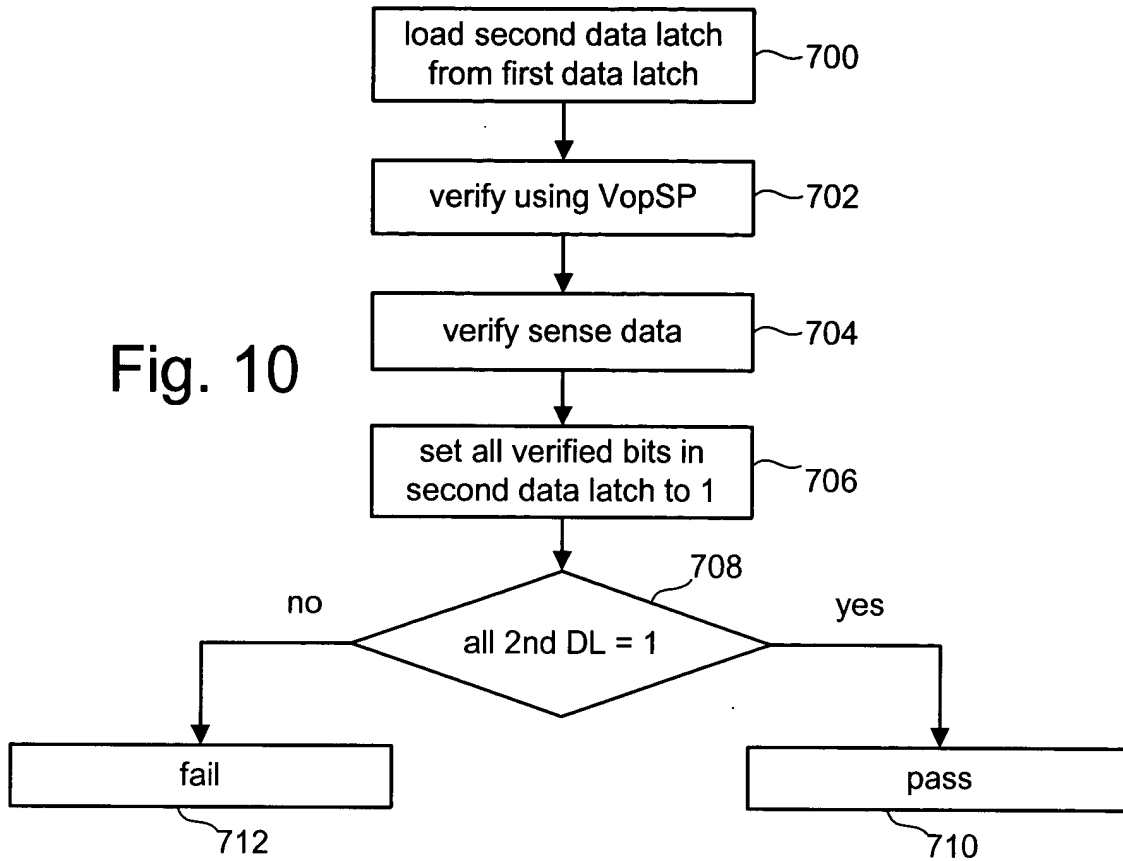 load second data latch
from first data latch
700
verify using VopSP
702
verify sense data
704
Fig. 10
set all verified bits in
second data latch to 1
706
708
no
yes
all 2nd DL = 1
fail
pass
712
710